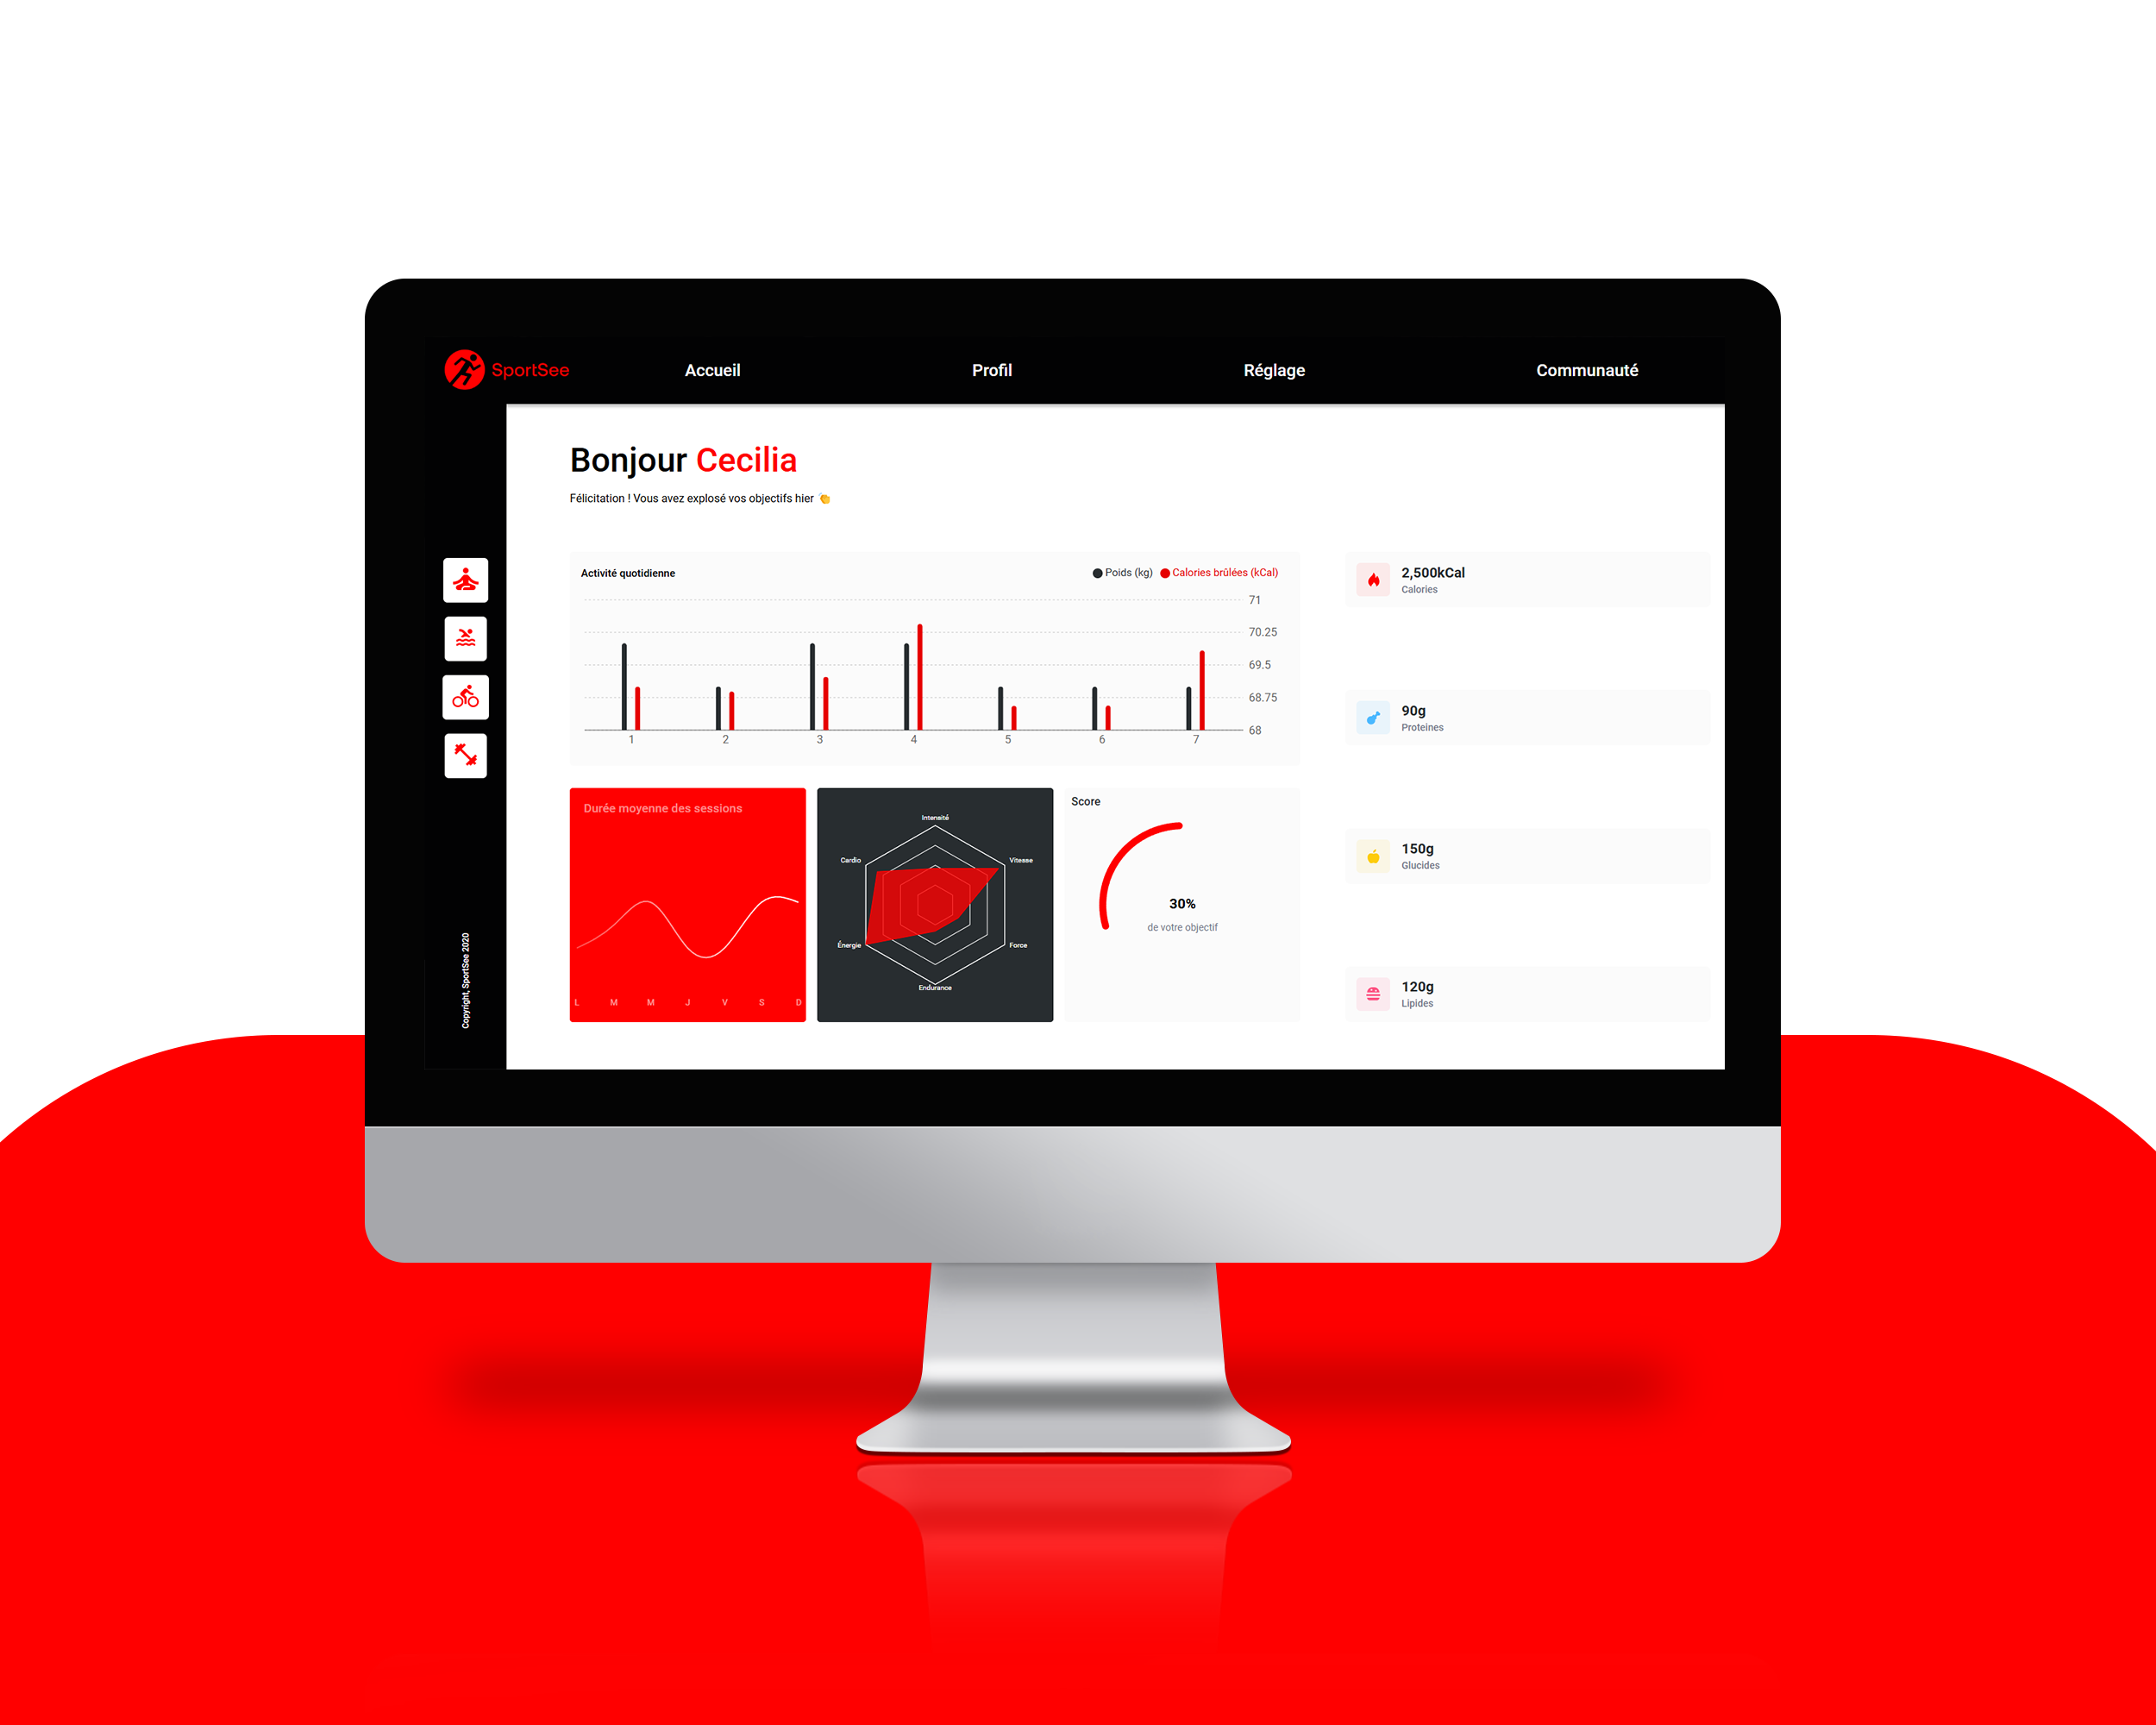 SportSee
Accueil
Profil
Réglage
Communauté
Bonjour Cecilia
Félicitation ! Vous avez explosé vos objectifs hier 👏
Activité quotidienne
Poids (kg)
Calories brûlées (kCal)
71
70.25
69.5
68.75
68
1 2 3 4 5 6 7
2,500kCal
Calories
90g
Proteines
150g
Glucides
120g
Lipides
Durée moyenne des sessions
L M M J V S D
Intensité
Vitesse
Force
Endurance
Énergie
Cardio
Score
30%
de votre objectif
Copyright, SportSee 2020